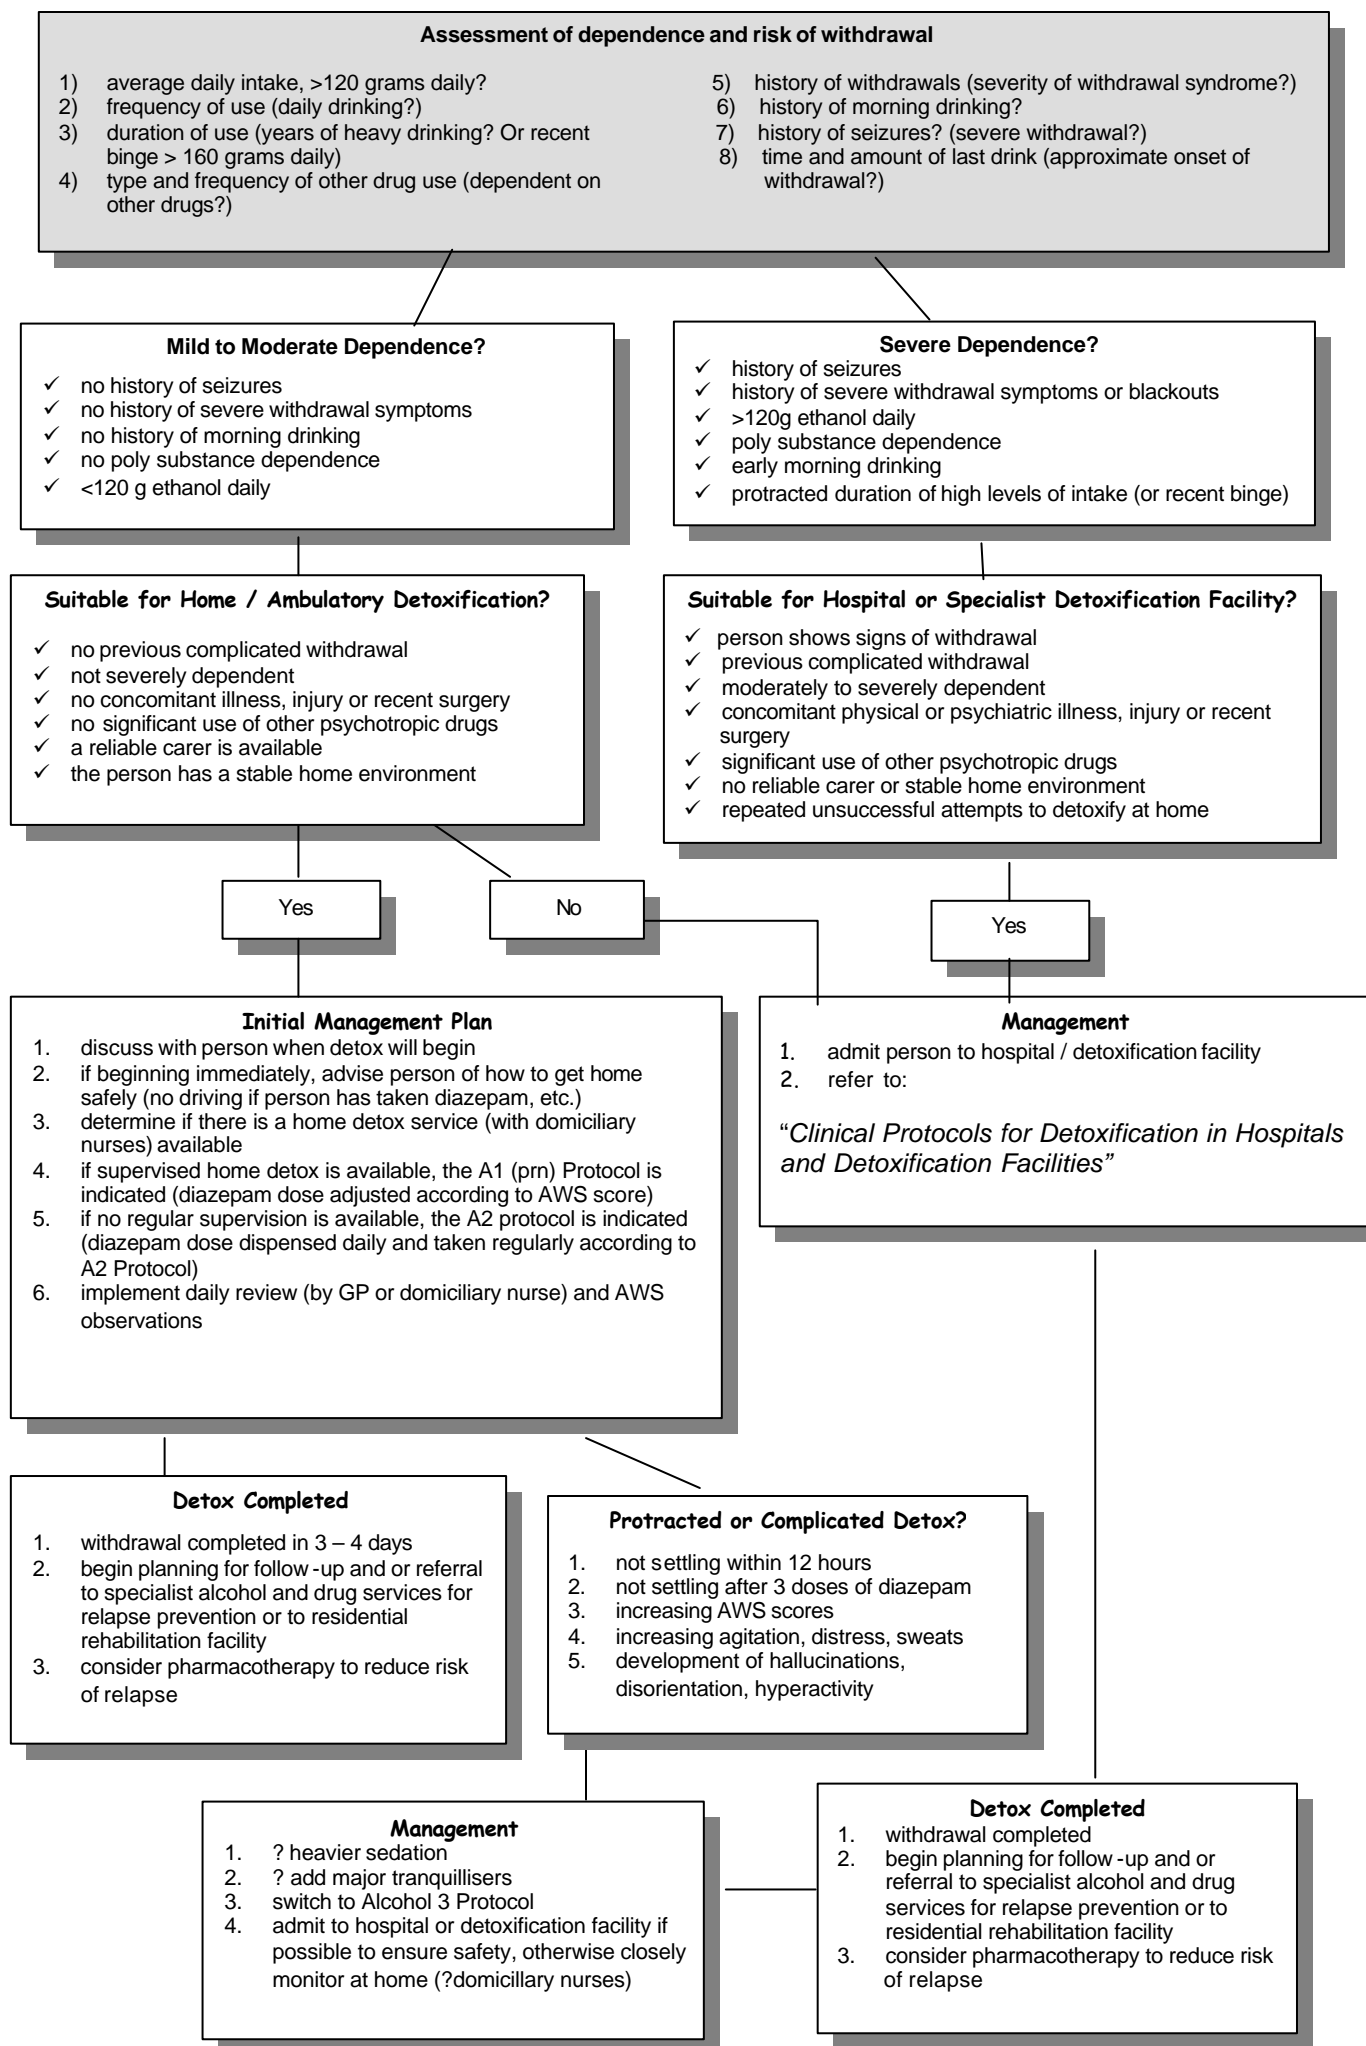 Assessment of dependence and risk of withdrawal
1) average daily intake, >120 grams daily?
2) frequency of use (daily drinking?)
3) duration of use (years of heavy drinking? Or recent
binge > 160 grams daily)
4) type and frequency of other drug use (dependent on
other drugs?)
5) history of withdrawals (severity of withdrawal syndrome?)
6) history of morning drinking?
7) history of seizures? (severe withdrawal?)
8) time and amount of last drink (approximate onset of
withdrawal?)
Mild to Moderate Dependence?
✓ no history of seizures
✓ no history of severe withdrawal symptoms
✓ no history of morning drinking
✓ no poly substance dependence
✓ <120 g ethanol daily
Severe Dependence?
✓ history of seizures
✓ history of severe withdrawal symptoms or blackouts
✓ >120g ethanol daily
✓ poly substance dependence
✓ early morning drinking
✓ protracted duration of high levels of intake (or recent binge)
Suitable for Home / Ambulatory Detoxification?
✓ no previous complicated withdrawal
✓ not severely dependent
✓ no concomitant illness, injury or recent surgery
✓ no significant use of other psychotropic drugs
✓ a reliable carer is available
✓ the person has a stable home environment
Suitable for Hospital or Specialist Detoxification Facility?
✓ person shows signs of withdrawal
✓ previous complicated withdrawal
✓ moderately to severely dependent
✓ concomitant physical or psychiatric illness, injury or recent
surgery
✓ significant use of other psychotropic drugs
✓ no reliable carer or stable home environment
✓ repeated unsuccessful attempts to detoxify at home
Yes
No
Yes
Initial Management Plan
1. discuss with person when detox will begin
2. if beginning immediately, advise person of how to get home
safely (no driving if person has taken diazepam, etc.)
3. determine if there is a home detox service (with domiciliary
nurses) available
4. if supervised home detox is available, the A1 (prn) Protocol is
indicated (diazepam dose adjusted according to AWS score)
5. if no regular supervision is available, the A2 protocol is indicated
(diazepam dose dispensed daily and taken regularly according to
A2 Protocol)
6. implement daily review (by GP or domiciliary nurse) and AWS
observations
Management
1. admit person to hospital / detoxification facility
2. refer to:
“Clinical Protocols for Detoxification in Hospitals
and Detoxification Facilities”
Detox Completed
1. withdrawal completed in 3 – 4 days
2. begin planning for follow-up and or referral
to specialist alcohol and drug services for
relapse prevention or to residential
rehabilitation facility
3. consider pharmacotherapy to reduce risk
of relapse
Protracted or Complicated Detox?
1. not settling within 12 hours
2. not settling after 3 doses of diazepam
3. increasing AWS scores
4. increasing agitation, distress, sweats
5. development of hallucinations,
disorientation, hyperactivity
Management
1. ? heavier sedation
2. ? add major tranquillisers
3. switch to Alcohol 3 Protocol
4. admit to hospital or detoxification facility if
possible to ensure safety, otherwise closely
monitor at home (?domicillary nurses)
Detox Completed
1. withdrawal completed
2. begin planning for follow-up and or
referral to specialist alcohol and drug
services for relapse prevention or to
residential rehabilitation facility
3. consider pharmacotherapy to reduce risk
of relapse